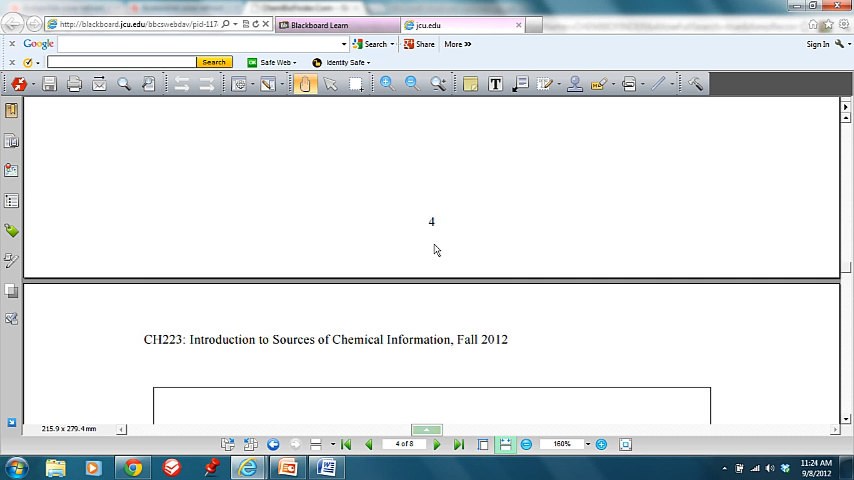 http://blackboard.jcu.edu/bbcswebdav/pid-117
Blackboard Learn
jcu.edu
Google
Search
Share
More »
Sign In
Search
Safe Web
Identity Safe
4
CH223: Introduction to Sources of Chemical Information, Fall 2012
215.9 x 279.4 mm
4 of 8
160%
11:24 AM
9/8/2012